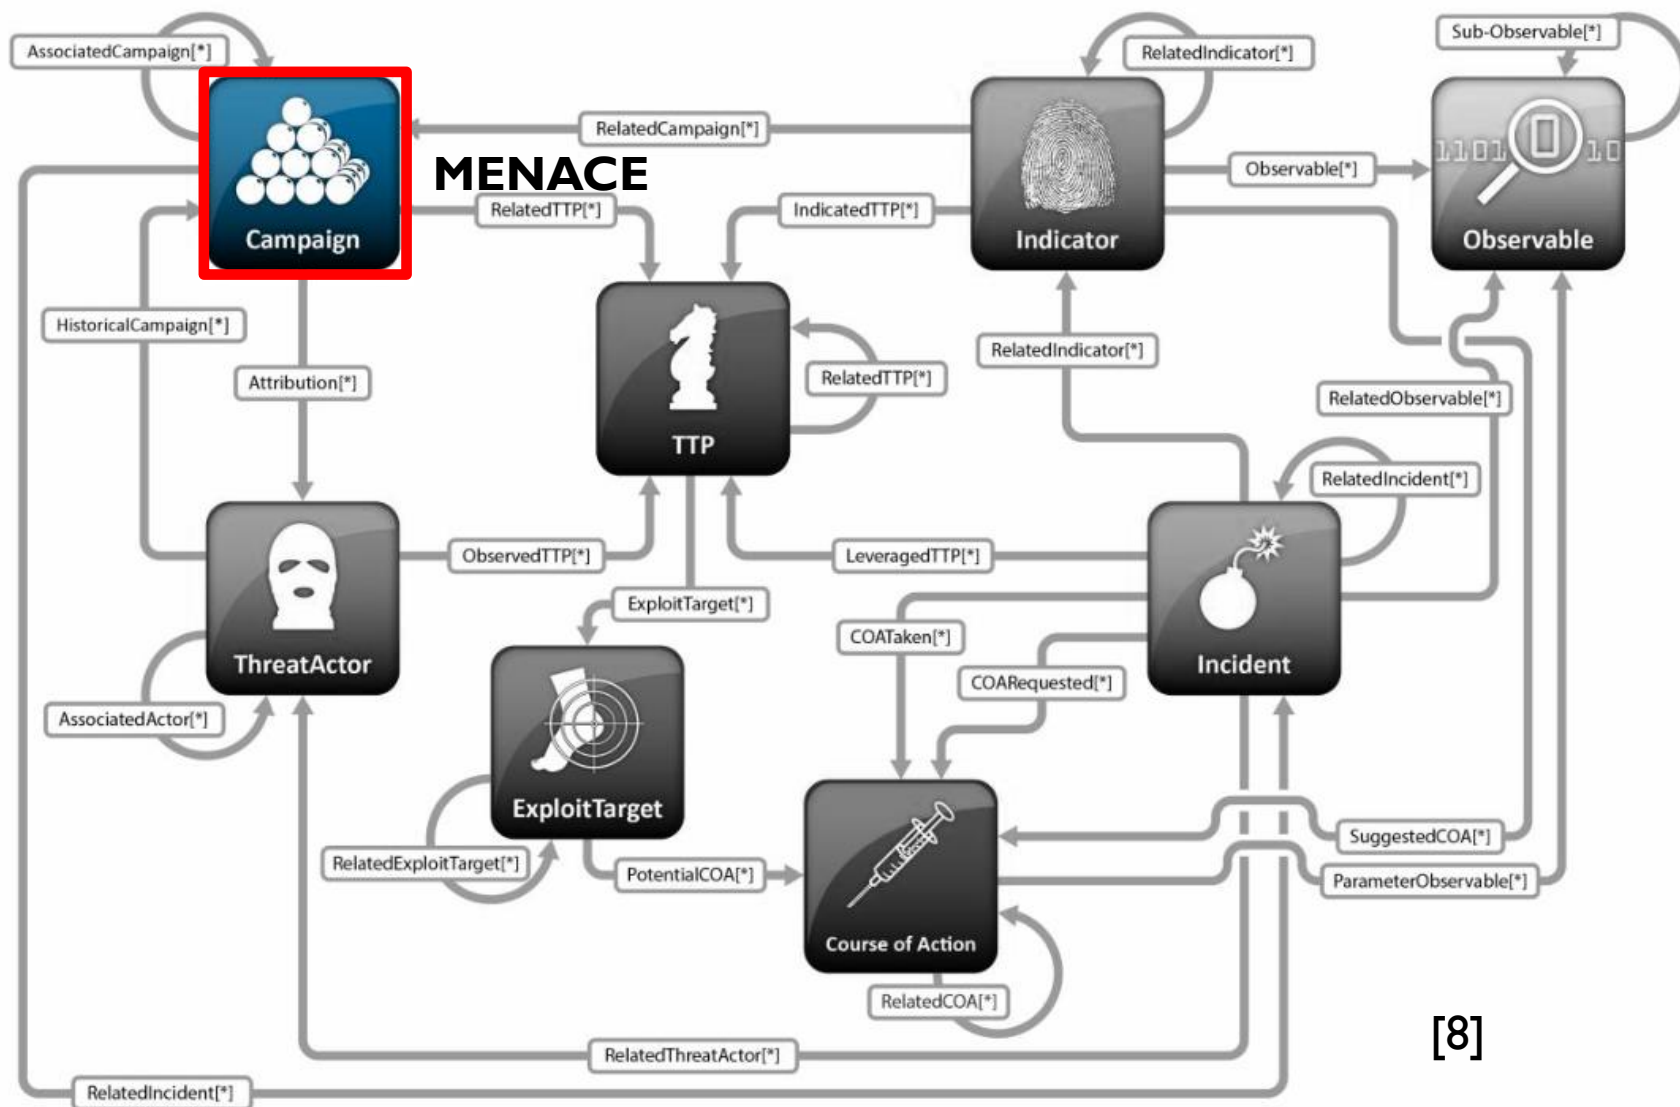 AssociatedCampaign[*]
RelatedIndicator[*]
Sub-Observable[*]
RelatedCampaign[*]
MENACE
Observable[*]
1101 0 10
RelatedTTP[*]
IndicatedTTP[*]
Campaign
Indicator
Observable
HistoricalCampaign[*]
RelatedIndicator[*]
Attribution[*]
RelatedTTP[*]
RelatedObservable[*]
TTP
RelatedIncident[*]
ObservedTTP[*]
LeveragedTTP[*]
ExploitTarget[*]
COATaken[*]
ThreatActor
Incident
COARequested[*]
AssociatedActor[*]
ExploitTarget
SuggestedCOA[*]
RelatedExploitTarget[*]
PotentialCOA[*]
ParameterObservable[*]
Course of Action
RelatedCOA[*]
[8]
RelatedThreatActor[*]
RelatedIncident[*]